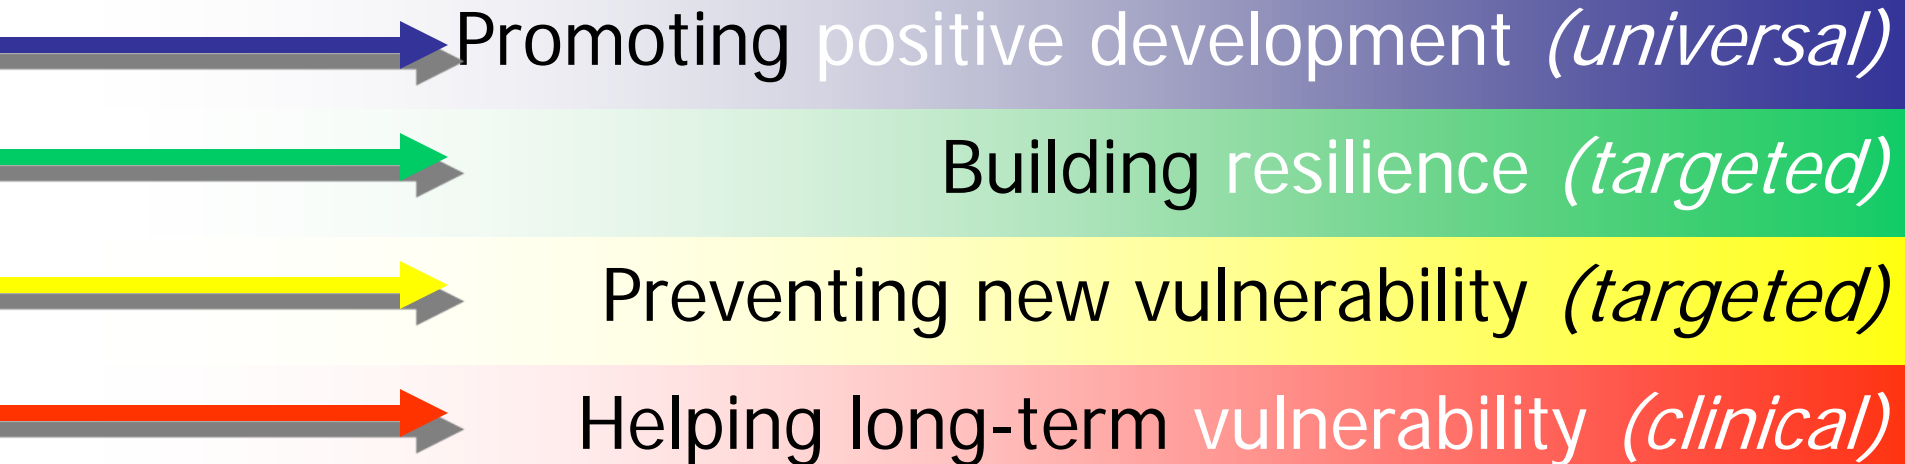 Promoting positive development (universal)
Building resilience (targeted)
Preventing new vulnerability (targeted)
Helping long-term vulnerability (clinical)